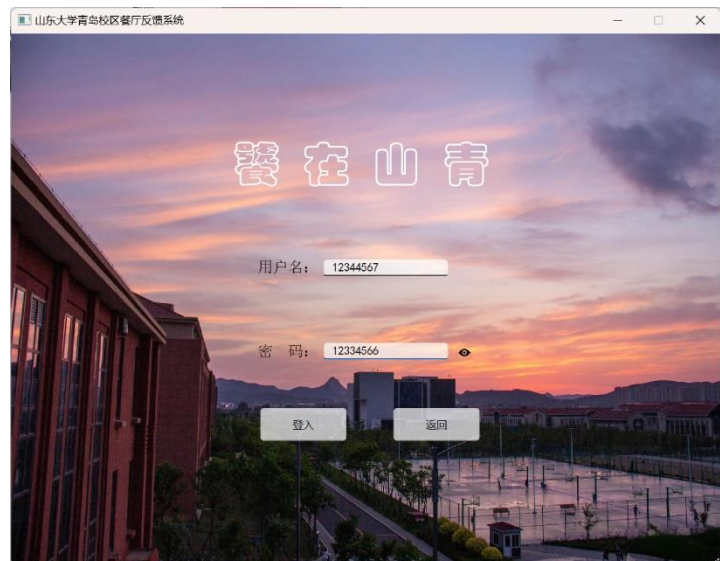 山东大学青岛校区餐厅反馈系统
饕在山青
用户名： 12344567
密 码： 12334566
登入 返回